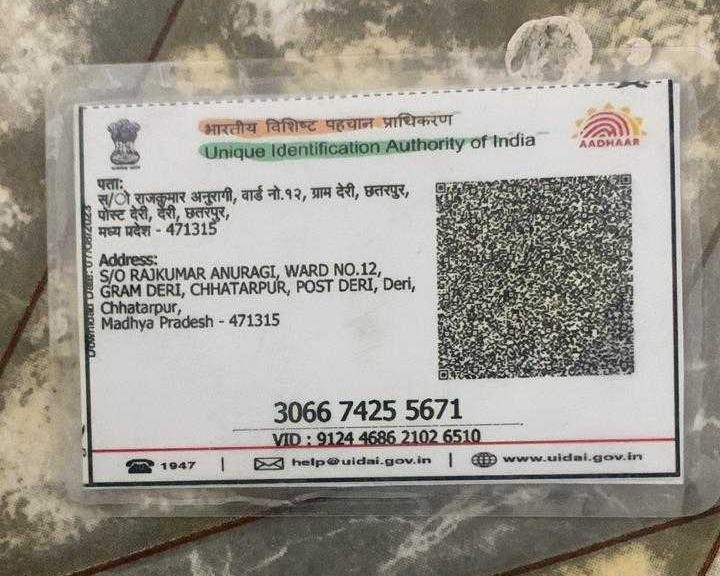 भारतीय विशिष्ट पहचान प्राधिकरण
Unique Identification Authority of India
AADHAAR
पता:
स/ो राजकुमार अनुरागी, वार्ड नो.१२, ग्राम देरी, छतरपुर,
पोस्ट देरी, देरी, छतरपुर,
मध्य प्रदेश - 471315
Address:
S/O RAJKUMAR ANURAGI, WARD NO.12,
GRAM DERI, CHHATARPUR, POST DERI, Deri,
Chhatarpur,
Madhya Pradesh - 471315
3066 7425 5671
VID : 9124 4686 2102 6510
1947 | help@uidai.gov.in | www.uidai.gov.in